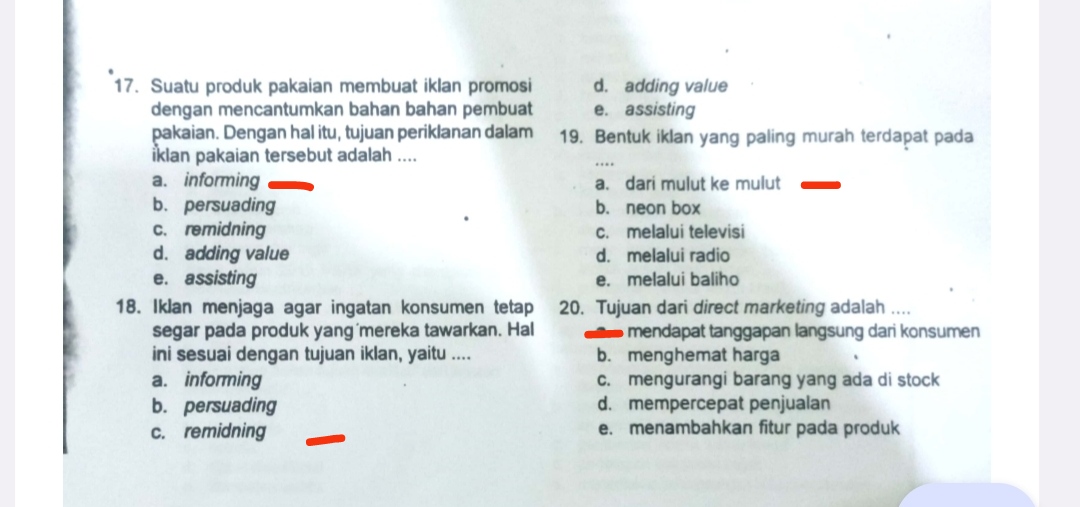 17. Suatu produk pakaian membuat iklan promosi
dengan mencantumkan bahan bahan pembuat
pakaian. Dengan hal itu, tujuan periklanan dalam
iklan pakaian tersebut adalah ....
a. informing
b. persuading
c. remidning
d. adding value
e. assisting
18. Iklan menjaga agar ingatan konsumen tetap
segar pada produk yang mereka tawarkan. Hal
ini sesuai dengan tujuan iklan, yaitu ....
a. informing
b. persuading
c. remidning
d. adding value
e. assisting
19. Bentuk iklan yang paling murah terdapat pada
....
a. dari mulut ke mulut
b. neon box
c. melalui televisi
d. melalui radio
e. melalui baliho
20. Tujuan dari direct marketing adalah ....
mendapat tanggapan langsung dari konsumen
b. menghemat harga
c. mengurangi barang yang ada di stock
d. mempercepat penjualan
e. menambahkan fitur pada produk